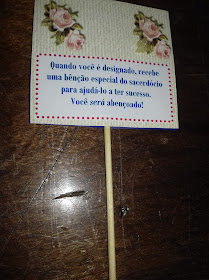 Quando você é designado, recebe
uma bênção especial do sacerdócio
para ajudá-lo a ter sucesso.
Você será abençoado!